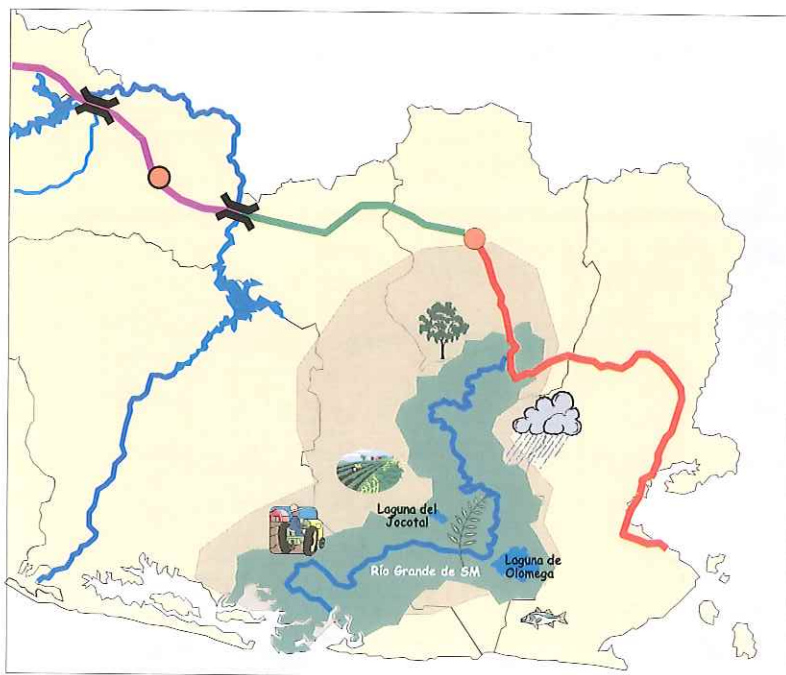 Laguna del
Jocotal
Río Grande de SM
Laguna de
Olomega